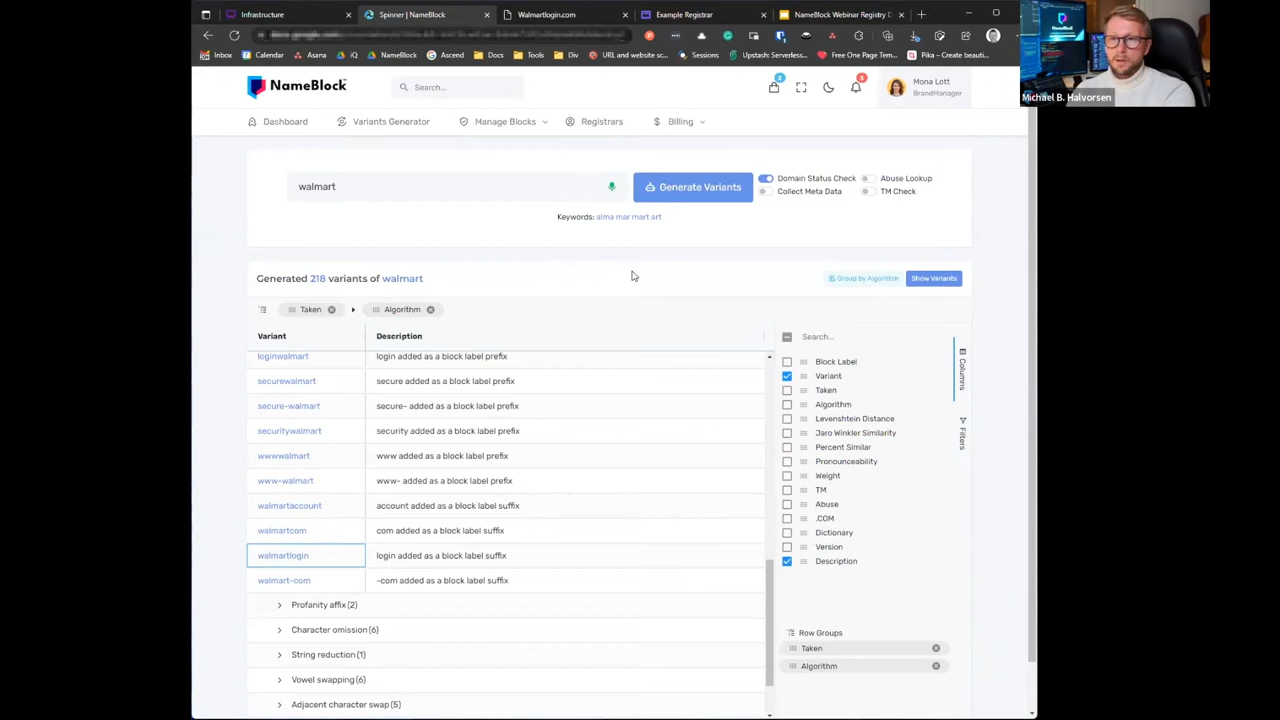 Infrastructure
Spinner | NameBlock
Walmartlogin.com
Example Registrar
NameBlock Webinar Registry D
Inbox
Calendar
Asana
NameBlock
Ascend
Docs
Tools
Div
URL and website sc...
Sessions
Upstash: Serverless...
Free One Page Temp...
Pika – Create beauti...
Michael B. Halvorsen
NameBlock
Search...
2
3
Mona Lott
BrandManager
Dashboard
Variants Generator
Manage Blocks
Registrars
Billing
walmart
Generate Variants
Domain Status Check
Abuse Lookup
Collect Meta Data
TM Check
Keywords: alma mar mart art
Generated 218 variants of walmart
Group by Algorithm
Show Variants
Taken
Algorithm
Variant
Description
loginwalmart
login added as a block label prefix
securewalmart
secure added as a block label prefix
secure-walmart
secure- added as a block label prefix
securitywalmart
security added as a block label prefix
wwwwalmart
www added as a block label prefix
www-walmart
www- added as a block label prefix
walmartaccount
account added as a block label suffix
walmartcom
com added as a block label suffix
walmartlogin
login added as a block label suffix
walmart-com
-com added as a block label suffix
Profanity affix (2)
Character omission (6)
String reduction (1)
Vowel swapping (6)
Adjacent character swap (5)
Search...
Block Label
Variant
Taken
Algorithm
Levenshtein Distance
Jaro Winkler Similarity
Percent Similar
Pronounceability
Weight
TM
Abuse
.COM
Dictionary
Version
Description
Columns
Filters
Row Groups
Taken
Algorithm